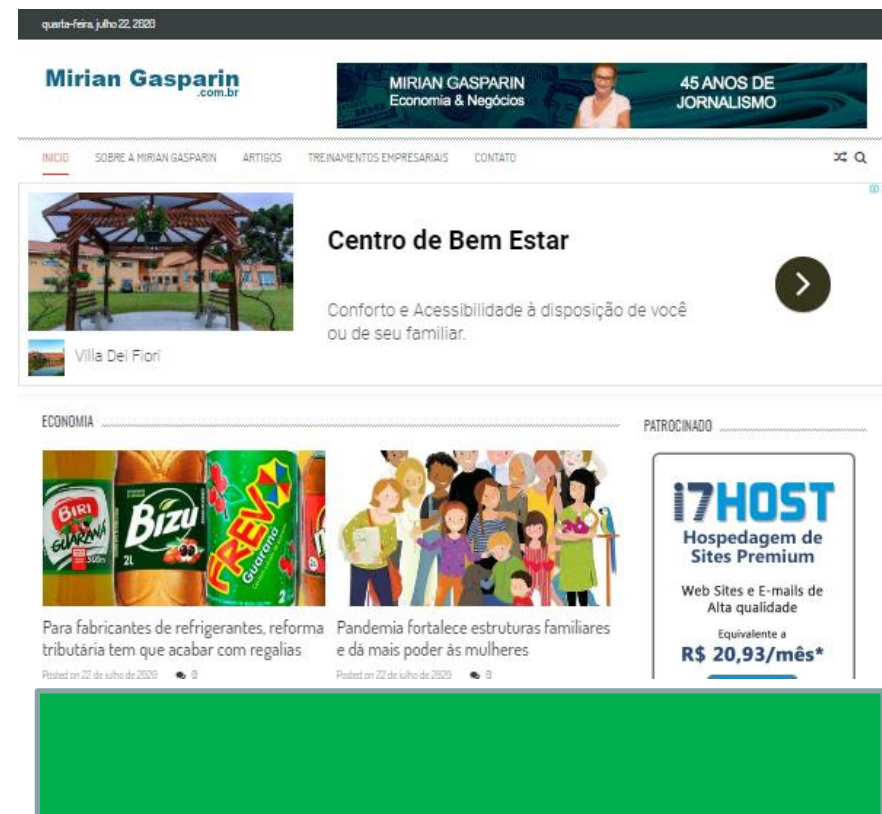 quarta-feira, julho 22, 2020
Mirian Gasparin
.com.br
MIRIAN GASPARIN
Economia & Negócios
45 ANOS DE
JORNALISMO
INICIO SOBRE A MIRIAN GASPARIN ARTIGOS TREINAMENTOS EMPRESARIAIS CONTATO
Centro de Bem Estar
Conforto e Acessibilidade à disposição de você
ou de seu familiar.
Villa Dei Fiori
ECONOMIA
PATROCINADO
BIRI
GUARANÁ
BIZU
2L
FREVO
Guaraná
Para fabricantes de refrigerantes, reforma
tributária tem que acabar com regalias
Posted on 22 de julho de 2020 0
Pandemia fortalece estruturas familiares
e dá mais poder às mulheres
Posted on 22 de julho de 2020 0
i7HOST
Hospedagem de
Sites Premium
Web Sites e E-mails de
Alta qualidade
Equivalente a
R$ 20,93/mês*